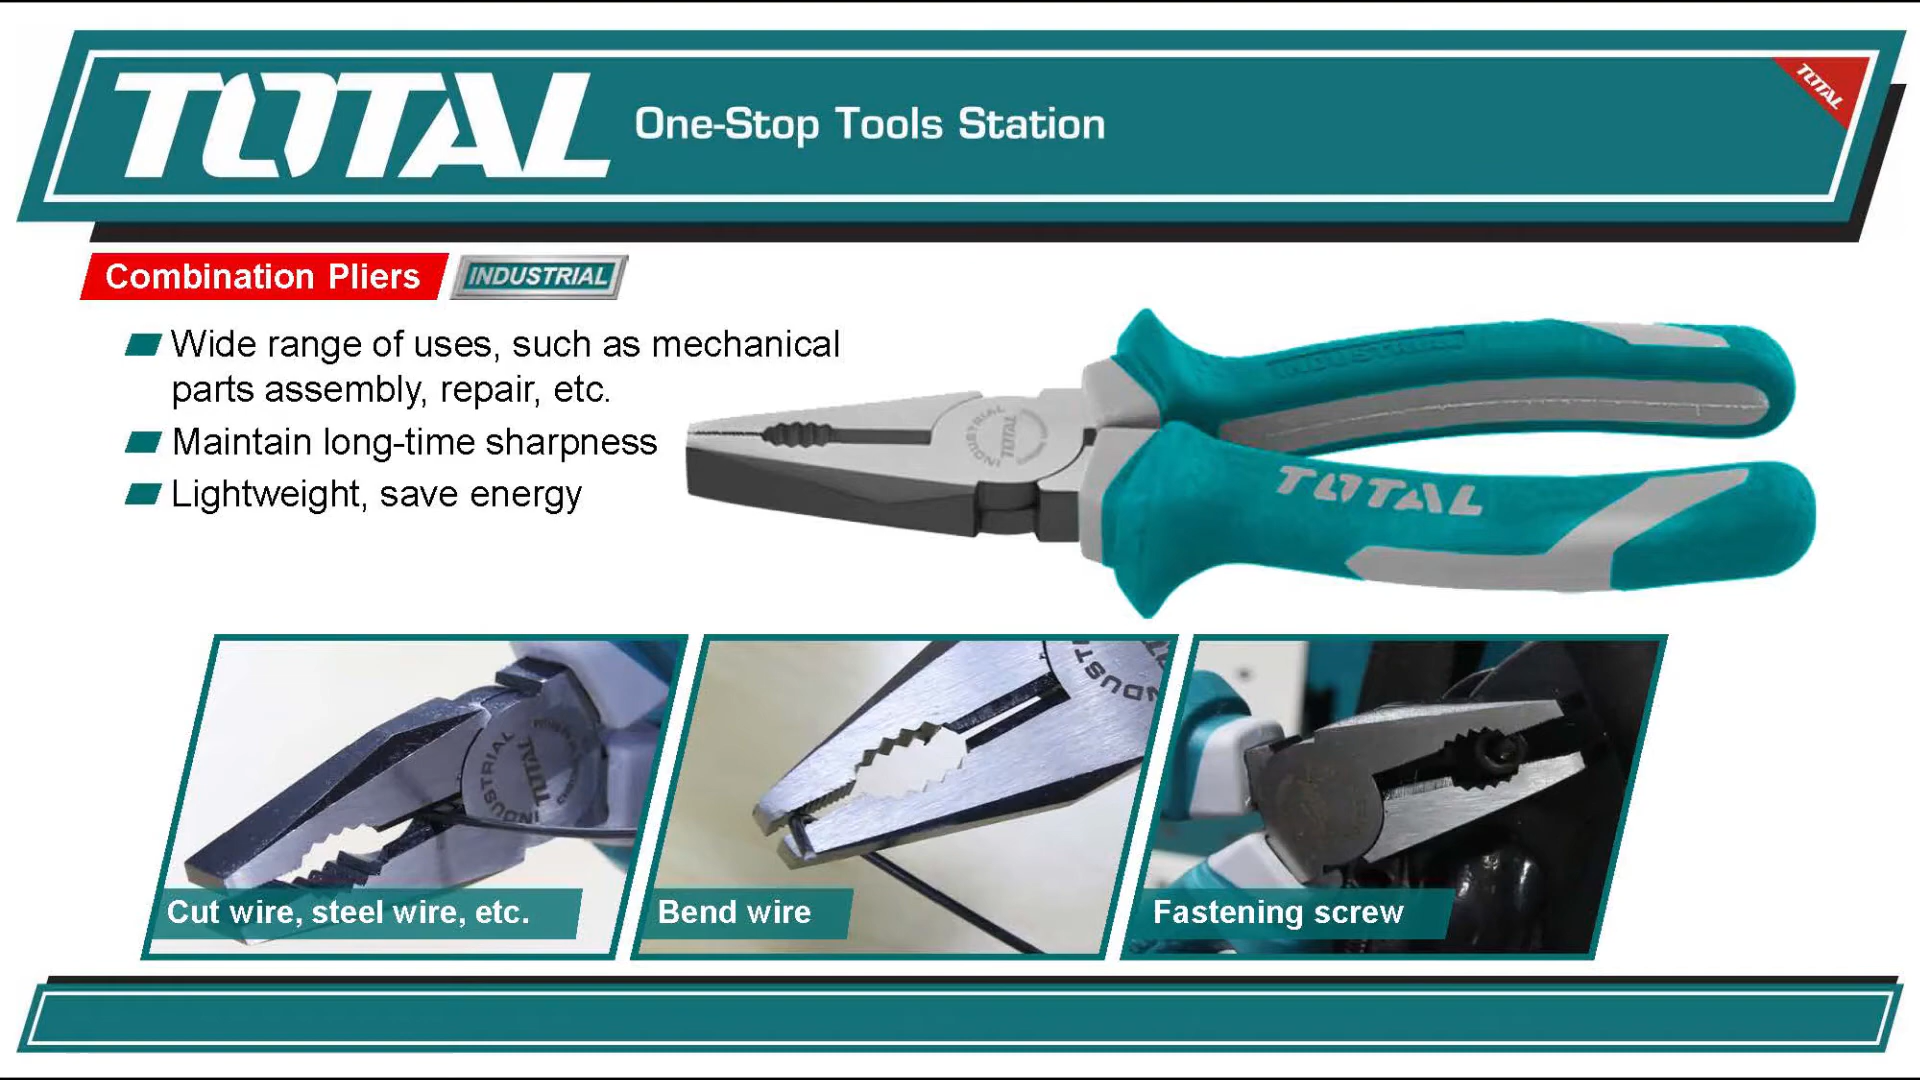 TOTAL
One-Stop Tools Station
TOTAL
Combination Pliers
INDUSTRIAL
Wide range of uses, such as mechanical
parts assembly, repair, etc.
Maintain long-time sharpness
Lightweight, save energy
INDUSTRIAL
INDUSTRIAL
TOTAL
TOTAL
INDUSTRIAL
TOTAL
INDUST
Cut wire, steel wire, etc.
Bend wire
Fastening screw